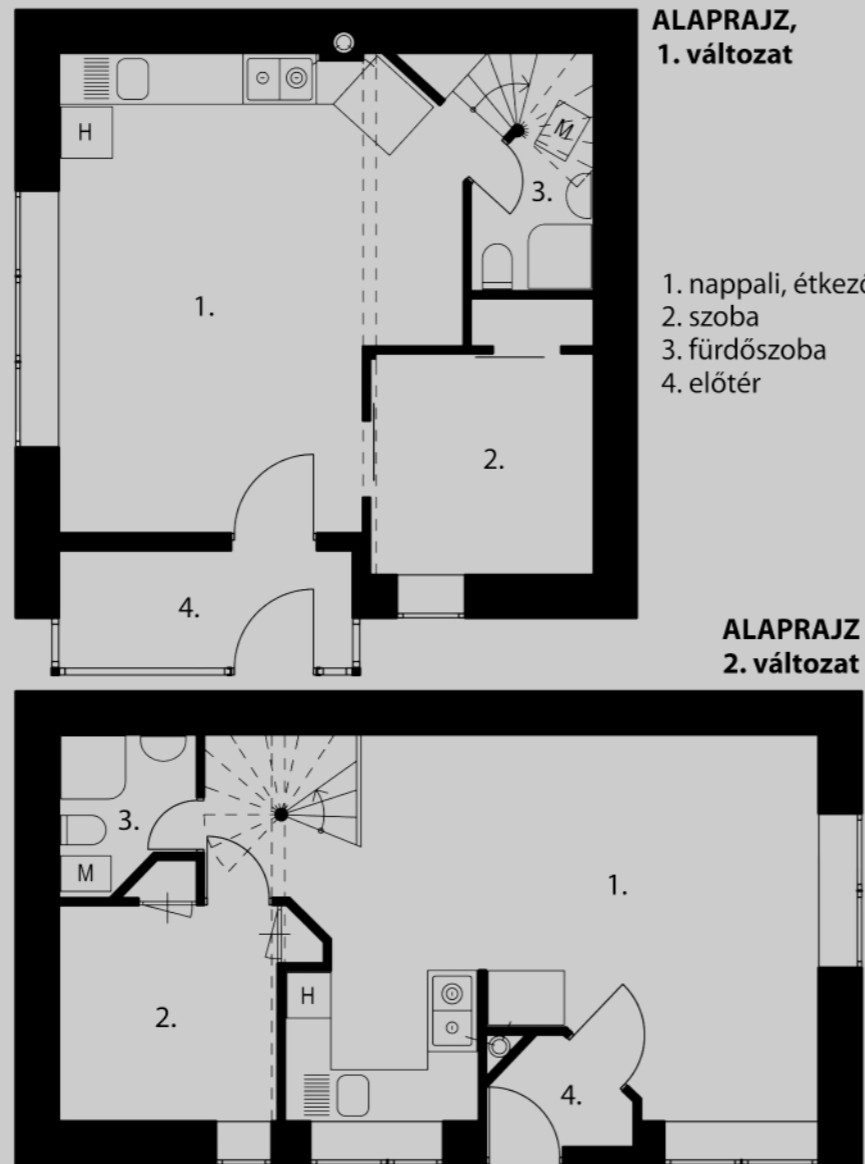 ALAPRAJZ,
1. változat
H
M
3.
1.
1. nappali, étkező
2. szoba
3. fürdőszoba
4. előtér
2.
4.
ALAPRAJZ
2. változat
3.
M
1.
2.
H
4.